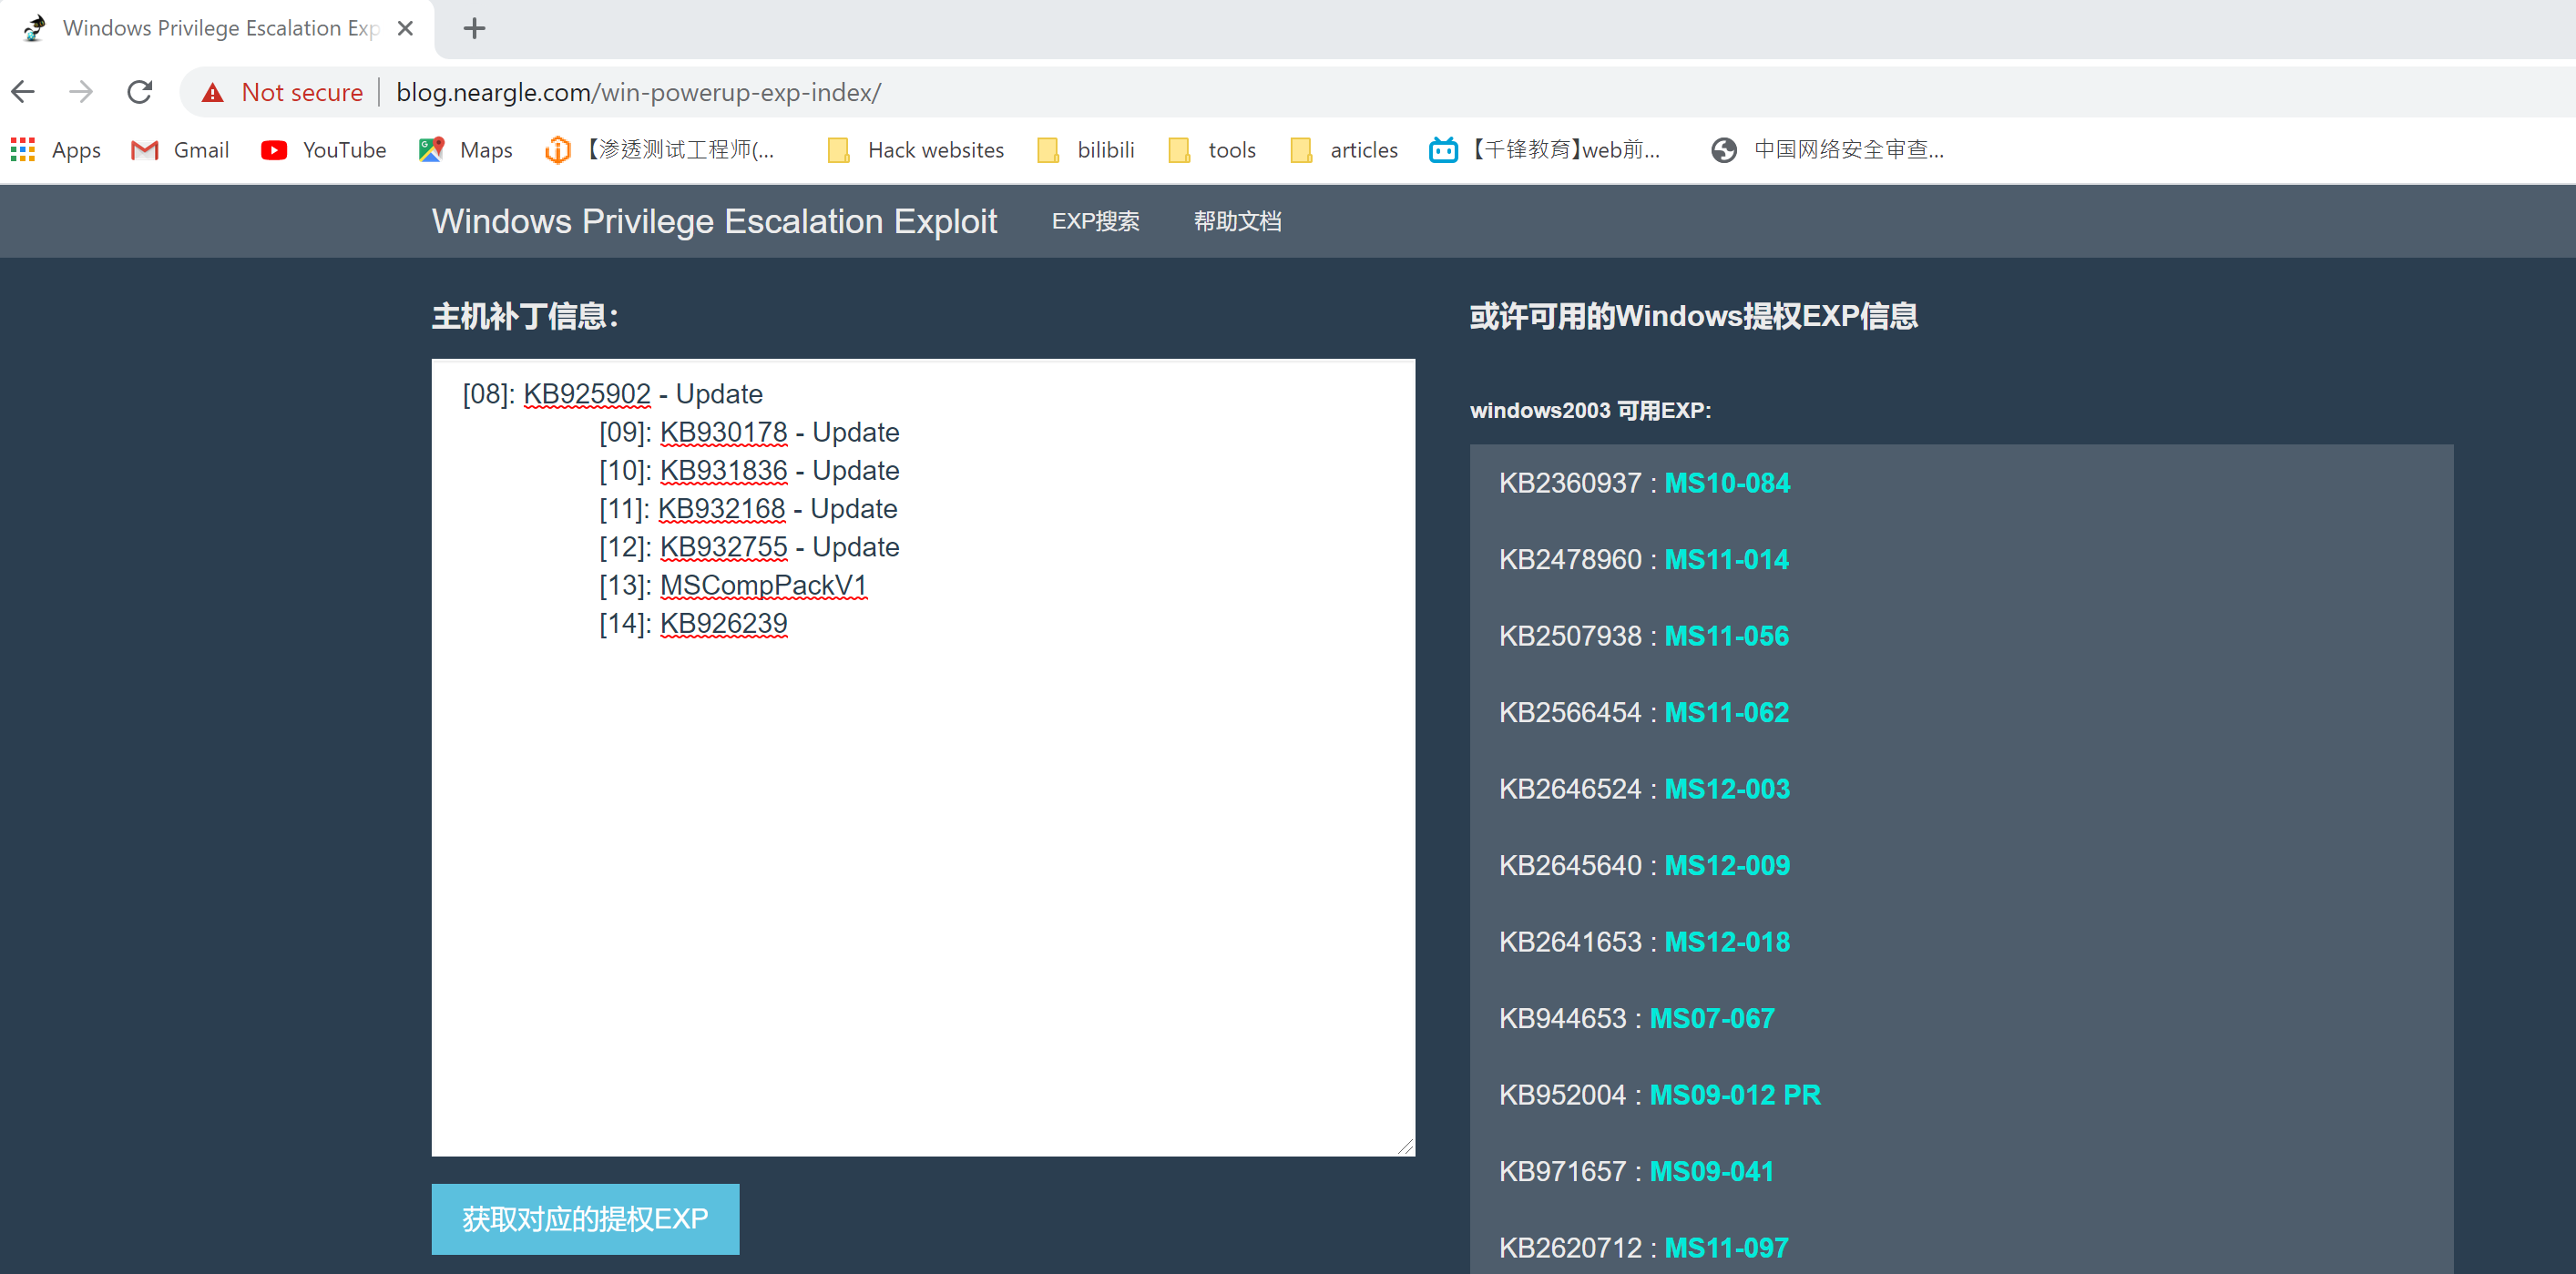 Windows Privilege Escalation Exp
Not secure
blog.neargle.com/win-powerup-exp-index/
Apps
Gmail
YouTube
Maps
【渗透测试工程师(...
Hack websites
bilibili
tools
articles
【千锋教育】web前...
中国网络安全审查...
Windows Privilege Escalation Exploit
EXP搜索
帮助文档
主机补丁信息：
[08]: KB925902 - Update
[09]: KB930178 - Update
[10]: KB931836 - Update
[11]: KB932168 - Update
[12]: KB932755 - Update
[13]: MSCompPackV1
[14]: KB926239
获取对应的提权EXP
或许可用的Windows提权EXP信息
windows2003 可用EXP:
KB2360937 : MS10-084
KB2478960 : MS11-014
KB2507938 : MS11-056
KB2566454 : MS11-062
KB2646524 : MS12-003
KB2645640 : MS12-009
KB2641653 : MS12-018
KB944653 : MS07-067
KB952004 : MS09-012 PR
KB971657 : MS09-041
KB2620712 : MS11-097